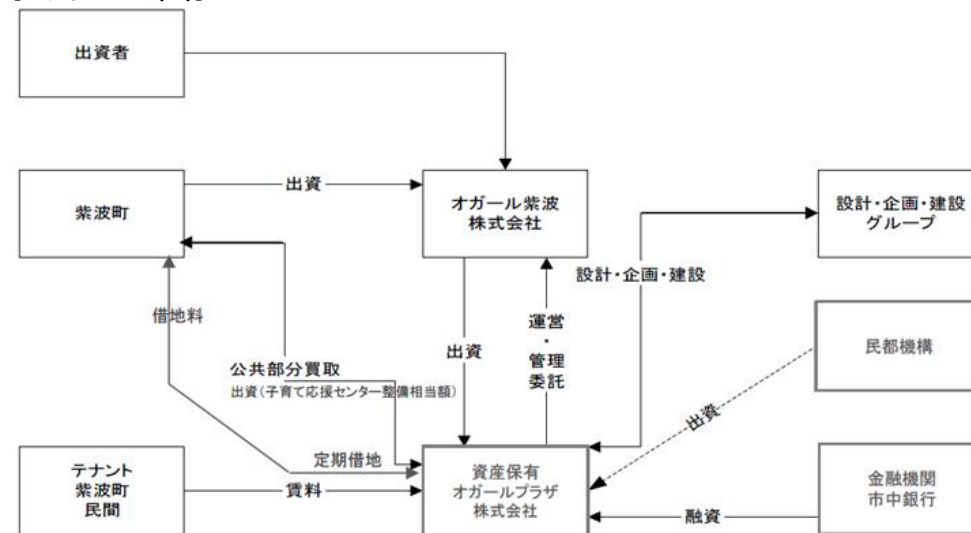 出資者
紫波町
出資
オガール紫波
株式会社
設計・企画・建設
グループ
設計・企画・建設
借地料
運営
・
管理
委託
出資
民都機構
公共部分買取
出資(子育て応援センター整備相当額)
出資
定期借地
テナント
紫波町
民間
賃料
資産保有
オガールプラザ
株式会社
融資
金融機関
市中銀行